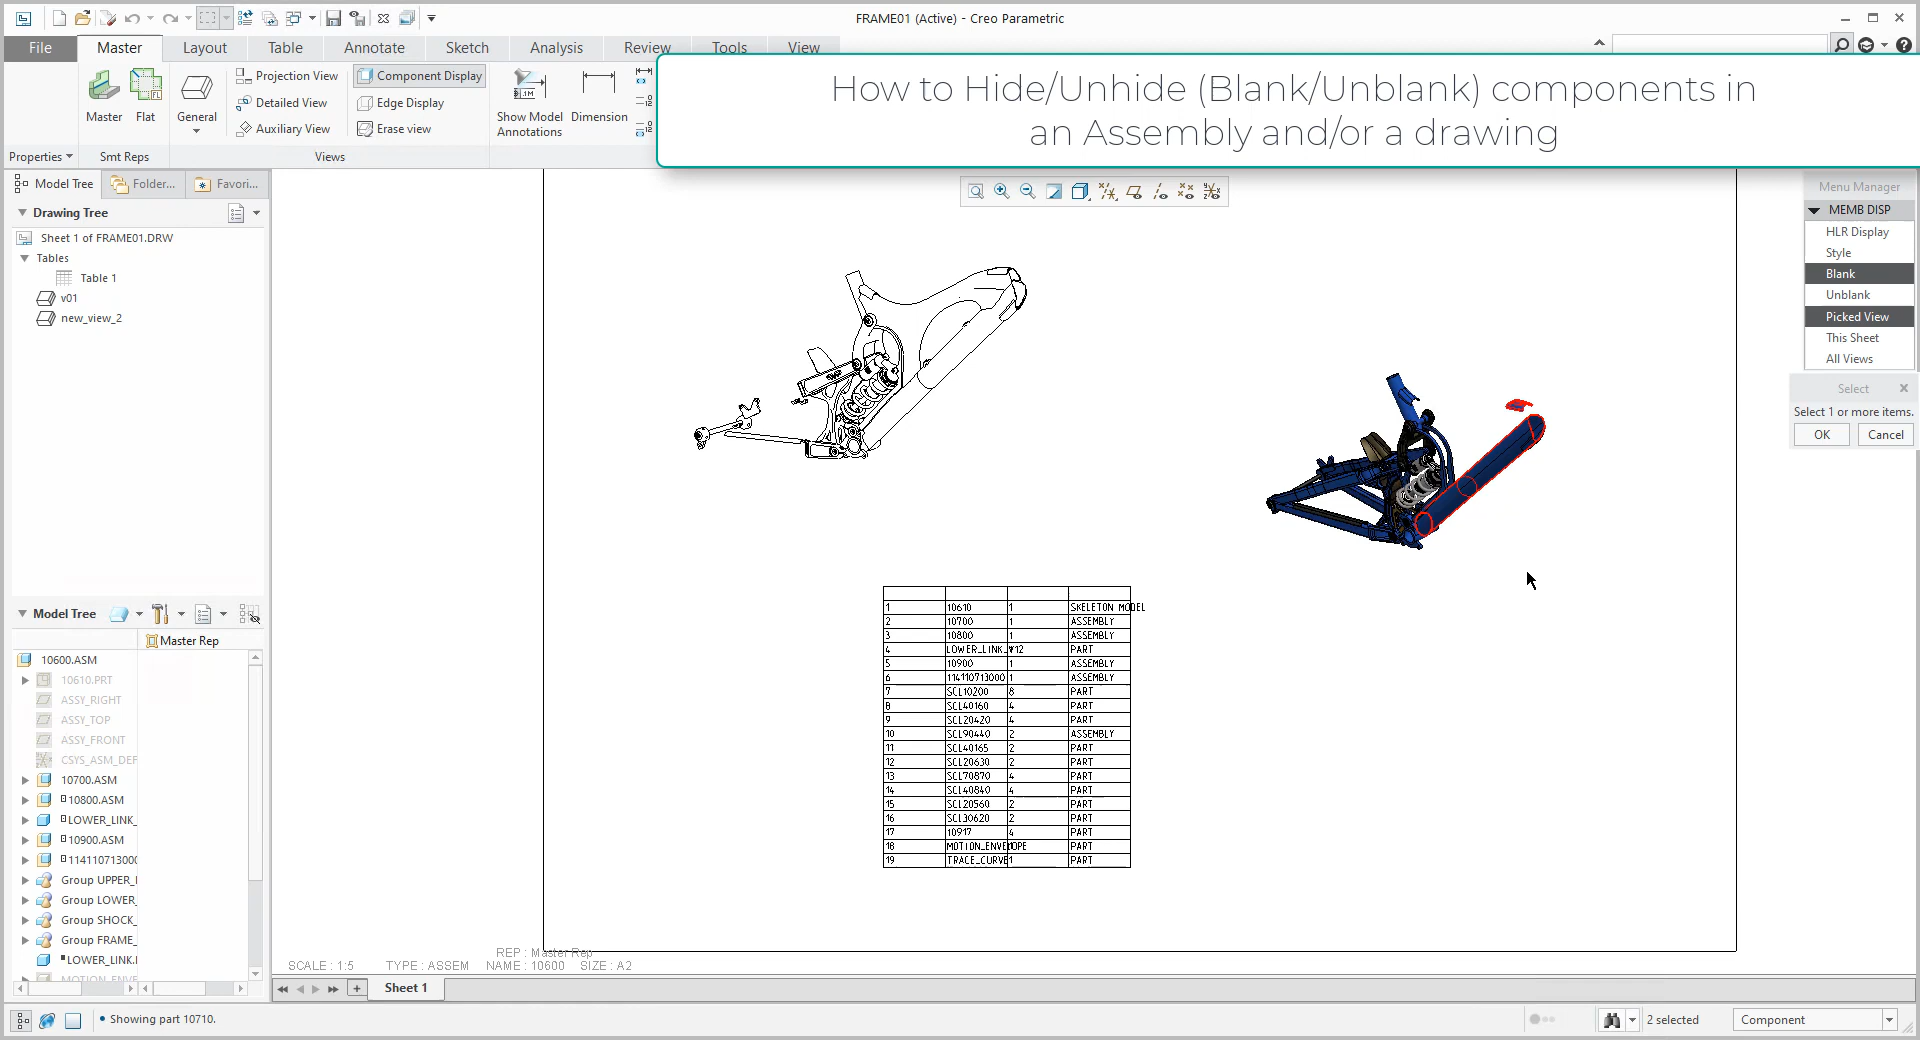 FRAME01 (Active) - Creo Parametric
File
Master
Layout
Table
Annotate
Sketch
Analysis
Review
Tools
View
How to Hide/Unhide (Blank/Unblank) components in
an Assembly and/or a drawing
Master
Flat
General
Projection View
Detailed View
Auxiliary View
Component Display
Edge Display
Erase view
Show Model
Annotations
Dimension
Properties
Smt Reps
Views
Model Tree
Folder...
Favori...
Drawing Tree
Sheet 1 of FRAME01.DRW
Tables
Table 1
v01
new_view_2
Menu Manager
MEMB DISP
HLR Display
Style
Blank
Unblank
Picked View
This Sheet
All Views
Select
Select 1 or more items.
OK
Cancel
1 10610 1 SKELETON MODEL
2 10700 1 ASSEMBLY
3 10800 1 ASSEMBLY
4 LOWER_LINK_V12 PART
5 10900 1 ASSEMBLY
6 114110713000 1 ASSEMBLY
7 SCL10200 8 PART
8 SCL40160 4 PART
9 SCL20420 4 PART
10 SCL90440 2 ASSEMBLY
11 SCL40165 2 PART
12 SCL20630 2 PART
13 SCL70870 4 PART
14 SCL40840 4 PART
15 SCL20560 2 PART
16 SCL30620 2 PART
17 10917 4 PART
18 MOTION_ENVELOPE PART
19 TRACE_CURVE 1 PART
Model Tree
Master Rep
10600.ASM
10610.PRT
ASSY_RIGHT
ASSY_TOP
ASSY_FRONT
CSYS_ASM_DEF
10700.ASM
10800.ASM
LOWER_LINK_
10900.ASM
114110713000
Group UPPER_
Group LOWER_
Group SHOCK_
Group FRAME_
LOWER_LINK.
MOTION_ENVE
REP : Master Rep
SCALE : 1:5 TYPE : ASSEM NAME : 10600 SIZE : A2
Sheet 1
Showing part 10710.
2 selected
Component